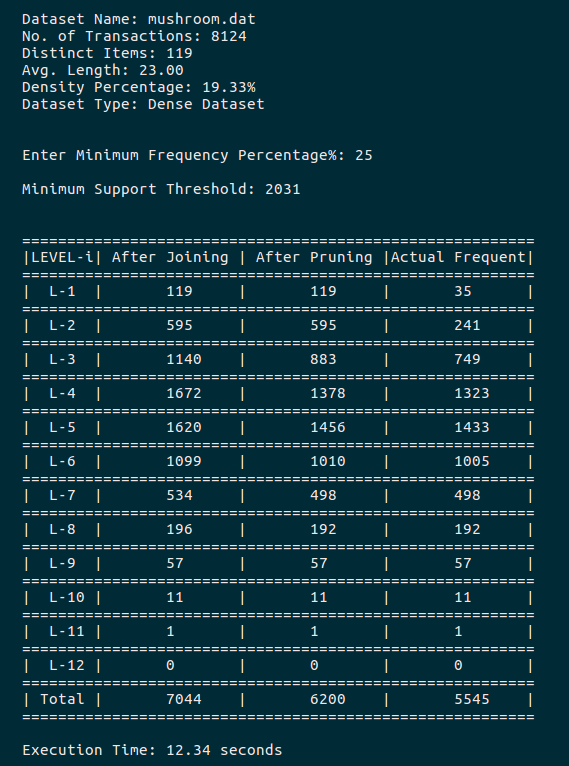 Dataset Name: mushroom.dat
No. of Transactions: 8124
Distinct Items: 119
Avg. Length: 23.00
Density Percentage: 19.33%
Dataset Type: Dense Dataset
Enter Minimum Frequency Percentage%: 25
Minimum Support Threshold: 2031
=========================================================
|LEVEL-i| After Joining | After Pruning |Actual Frequent|
=========================================================
|  L-1  |       119     |       119     |       35      |
=========================================================
|  L-2  |       595     |       595     |       241     |
=========================================================
|  L-3  |       1140    |       883     |       749     |
=========================================================
|  L-4  |       1672    |       1378    |       1323    |
=========================================================
|  L-5  |       1620    |       1456    |       1433    |
=========================================================
|  L-6  |       1099    |       1010    |       1005    |
=========================================================
|  L-7  |       534     |       498     |       498     |
=========================================================
|  L-8  |       196     |       192     |       192     |
=========================================================
|  L-9  |       57      |       57      |       57      |
=========================================================
|  L-10 |       11      |       11      |       11      |
=========================================================
|  L-11 |       1       |       1       |       1       |
=========================================================
|  L-12 |       0       |       0       |       0       |
=========================================================
| Total |       7044    |       6200    |       5545    |
=========================================================
Execution Time: 12.34 seconds